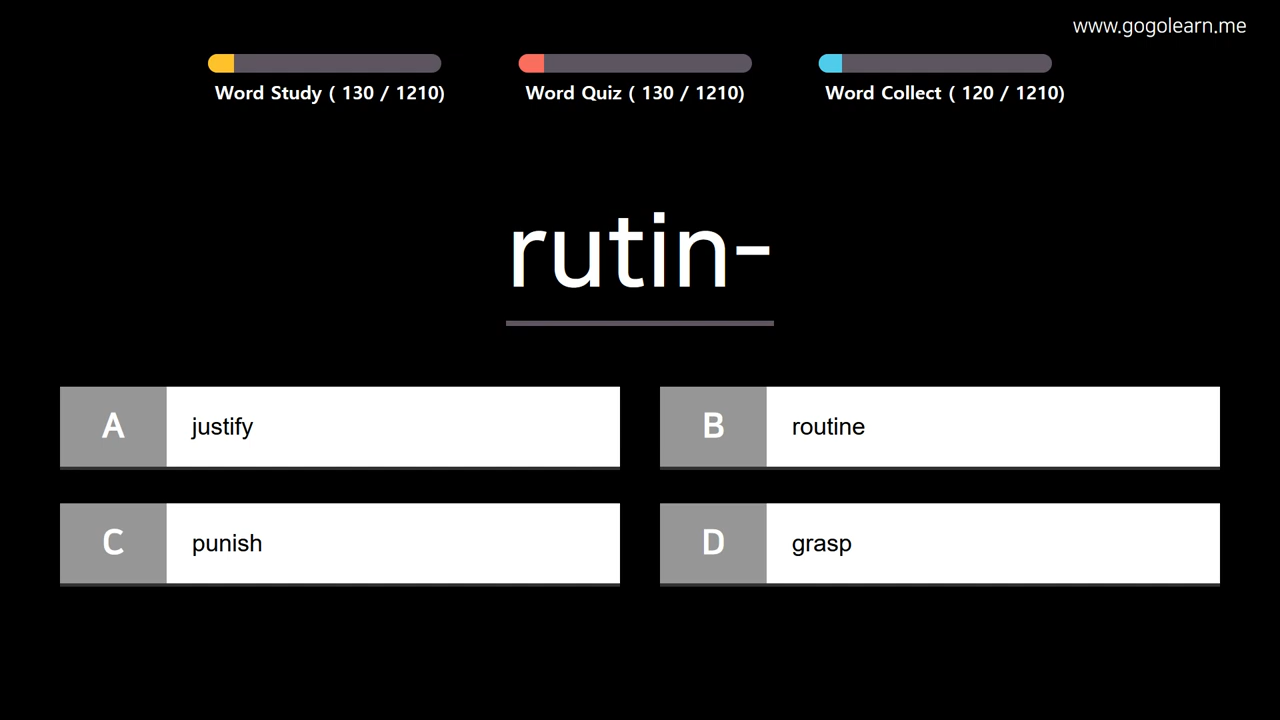 www.gogolearn.me
Word Study ( 130 / 1210)
Word Quiz ( 130 / 1210)
Word Collect ( 120 / 1210)
rutin-
A justify
B routine
C punish
D grasp